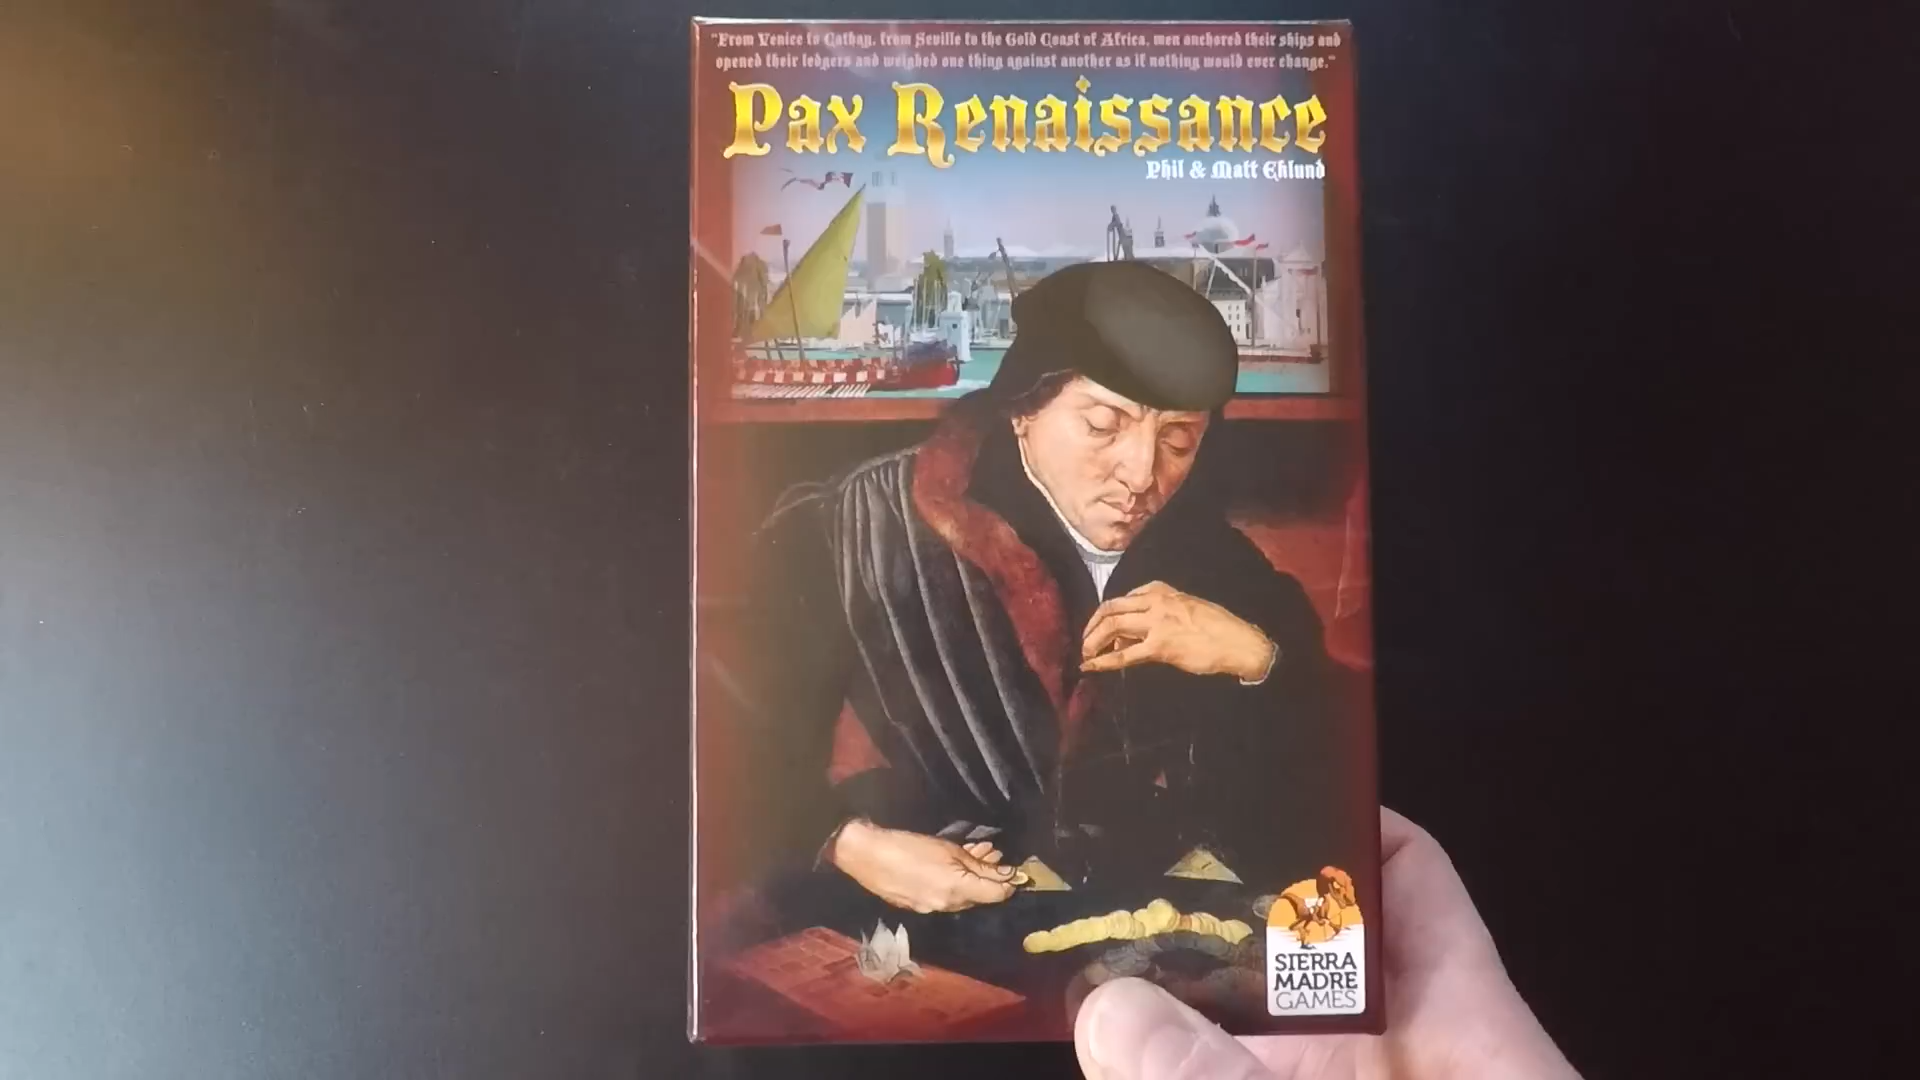 "From Venice to Cathay, from Seville to the Gold Coast of Africa, men anchored their ships and
opened their ledgers and weighed one thing against another as if nothing would ever change."
Pax Renaissance
Phil & Matt Eklund
SIERRA
MADRE
GAMES